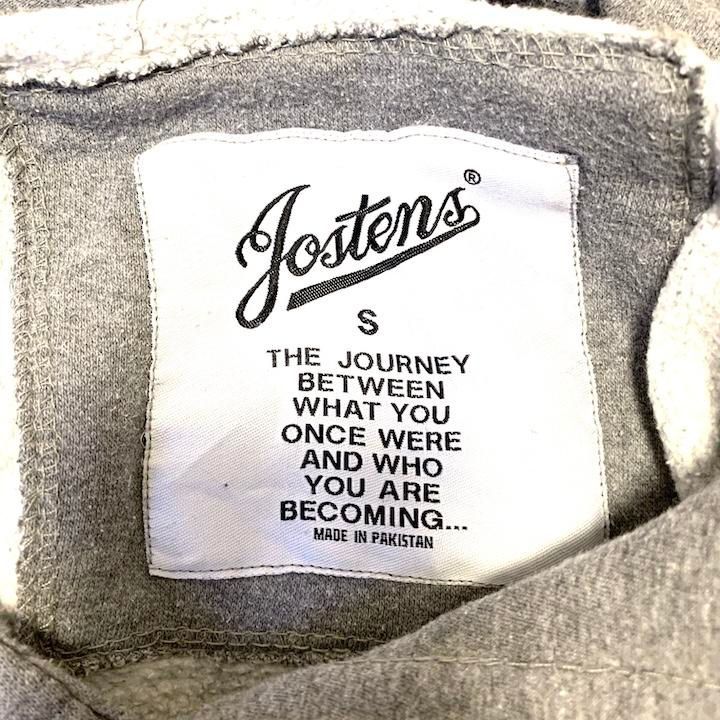 Jostens®
S
THE JOURNEY
BETWEEN
WHAT YOU
ONCE WERE
AND WHO
YOU ARE
BECOMING...
MADE IN PAKISTAN